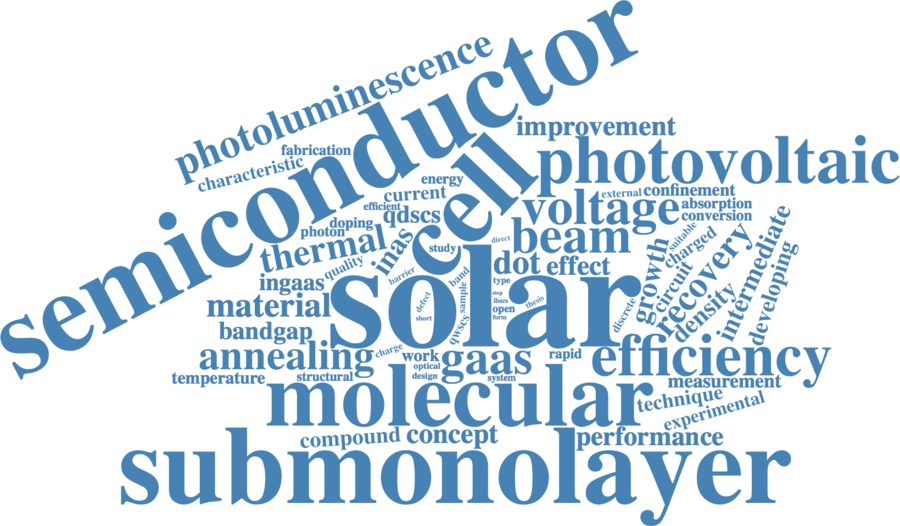 semiconductor
photoluminescence
improvement
photovoltaic
fabrication
characteristic
cell
energy
current
efficient
qdscs
external
confinement
voltage
absorption
conversion
doping
photon
thermal
inas
study
direct
beam
suitable
charged
intermediate
developing
quality
barrier
band
dot
effect
growth
circuit
recovery
density
discrete
ingaas
material
solar
defect
short
sample
qwscs
type
step
ibscs
open
form
thesis
bandgap
annealing
charge
work
optical
design
gaas
system
rapid
efficiency
temperature
structural
molecular
measurement
technique
experimental
compound
concept
performance
submonolayer